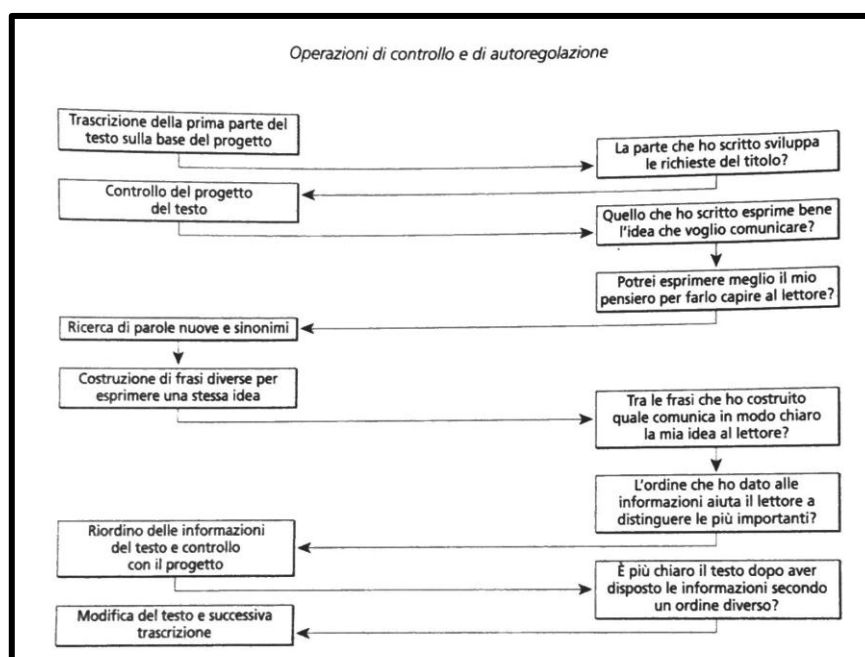 Operazioni di controllo e di autoregolazione
Trascrizione della prima parte del
testo sulla base del progetto
La parte che ho scritto sviluppa
le richieste del titolo?
Controllo del progetto
del testo
Quello che ho scritto esprime bene
l'idea che voglio comunicare?
Potrei esprimere meglio il mio
pensiero per farlo capire al lettore?
Ricerca di parole nuove e sinonimi
Costruzione di frasi diverse per
esprimere una stessa idea
Tra le frasi che ho costruito
quale comunica in modo chiaro
la mia idea al lettore?
L'ordine che ho dato alle
informazioni aiuta il lettore a
distinguere le più importanti?
Riordino delle informazioni
del testo e controllo
con il progetto
È più chiaro il testo dopo aver
disposto le informazioni secondo
un ordine diverso?
Modifica del testo e successiva
trascrizione